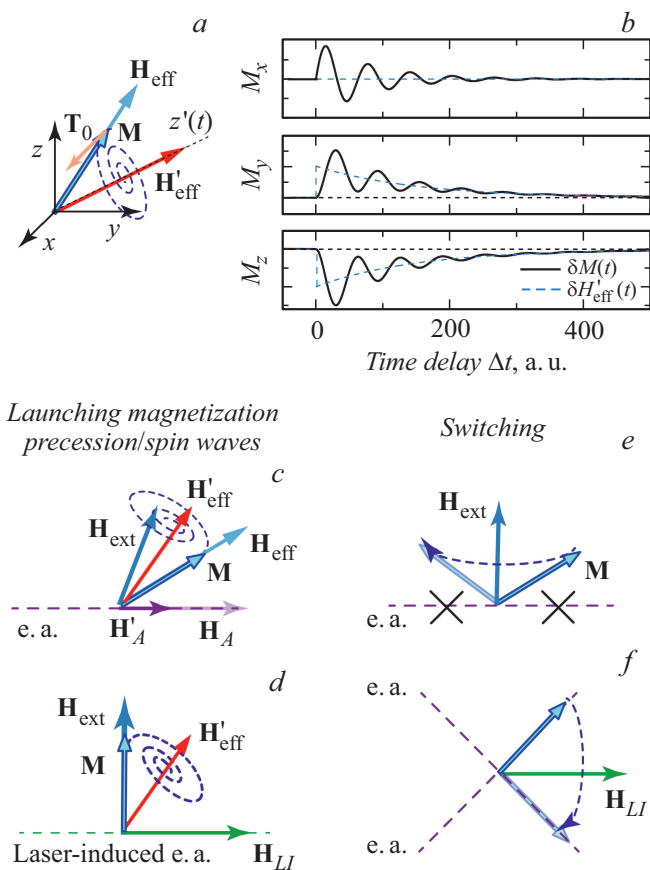 a
H_eff
T_0
M
z'(t)
z
H'_eff
y
x
b
M_x
M_y
M_z
δM(t)
δH'_eff(t)
0
200
400
Time delay Δt, a. u.
Launching magnetization
precession/spin waves
Switching
c
H'_eff
H_ext
H_eff
M
e. a.
H'_A
H_A
e
H_ext
M
e. a.
d
H_ext
H'_eff
M
Laser-induced e. a.
H_LI
f
e. a.
H_LI
e. a.